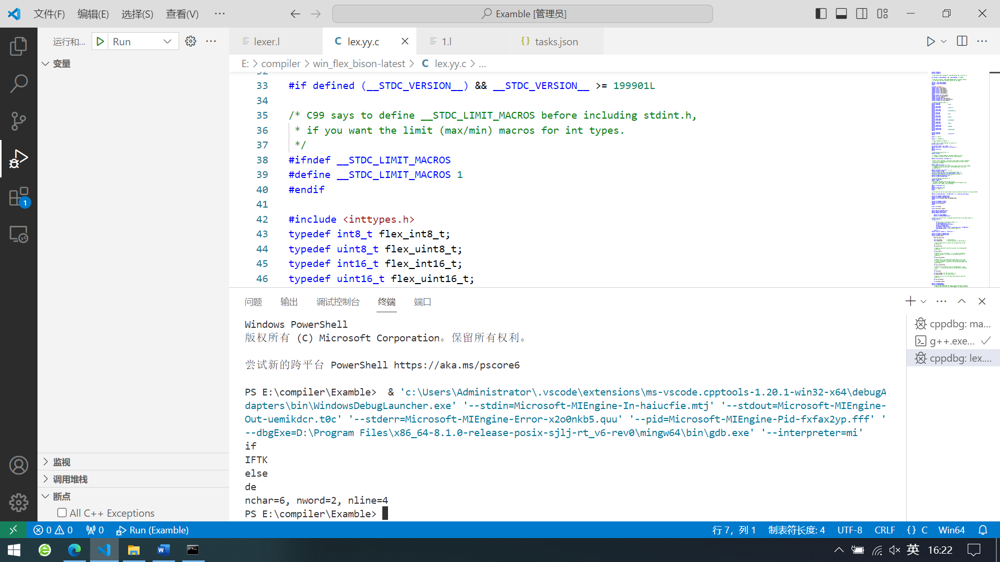 文件(F) 编辑(E) 选择(S) 查看(V) ··· Examble [管理员]
运行和... Run ···
lexer.l C lex.yy.c 1.l {} tasks.json
变量
E: > compiler > win_flex_bison-latest > C lex.yy.c > ...
32
33 #if defined (__STDC_VERSION__) && __STDC_VERSION__ >= 199901L
34
35 /* C99 says to define __STDC_LIMIT_MACROS before including stdint.h,
36 * if you want the limit (max/min) macros for int types.
37 */
38 #ifndef __STDC_LIMIT_MACROS
39 #define __STDC_LIMIT_MACROS 1
40 #endif
41
42 #include <inttypes.h>
43 typedef int8_t flex_int8_t;
44 typedef uint8_t flex_uint8_t;
45 typedef int16_t flex_int16_t;
46 typedef uint16_t flex_uint16_t;
1
问题 输出 调试控制台 终端 端口
Windows PowerShell
版权所有 (C) Microsoft Corporation。保留所有权利。
尝试新的跨平台 PowerShell https://aka.ms/pscore6
PS E:\compiler\Examble>  & 'c:\Users\Administrator\.vscode\extensions\ms-vscode.cpptools-1.20.1-win32-x64\debugA
dapters\bin\WindowsDebugLauncher.exe' '--stdin=Microsoft-MIEngine-In-haiucfie.mtj' '--stdout=Microsoft-MIEngine-
Out-uemikdcr.t0c' '--stderr=Microsoft-MIEngine-Error-x2o0nkb5.quu' '--pid=Microsoft-MIEngine-Pid-fxfax2yp.fff' '
--dbgExe=D:\Program Files\x86_64-8.1.0-release-posix-sjlj-rt_v6-rev0\mingw64\bin\gdb.exe' '--interpreter=mi'
if
IFTK
else
de
nchar=6, nword=2, nline=4
PS E:\compiler\Examble>
cppdbg: ma...
g++.exe...
cppdbg: lex....
监视
调用堆栈
断点
All C++ Exceptions
0 0 0 Run (Examble) 行 7，列 1 制表符长度: 4 UTF-8 CRLF {} C Win64
英 16:22